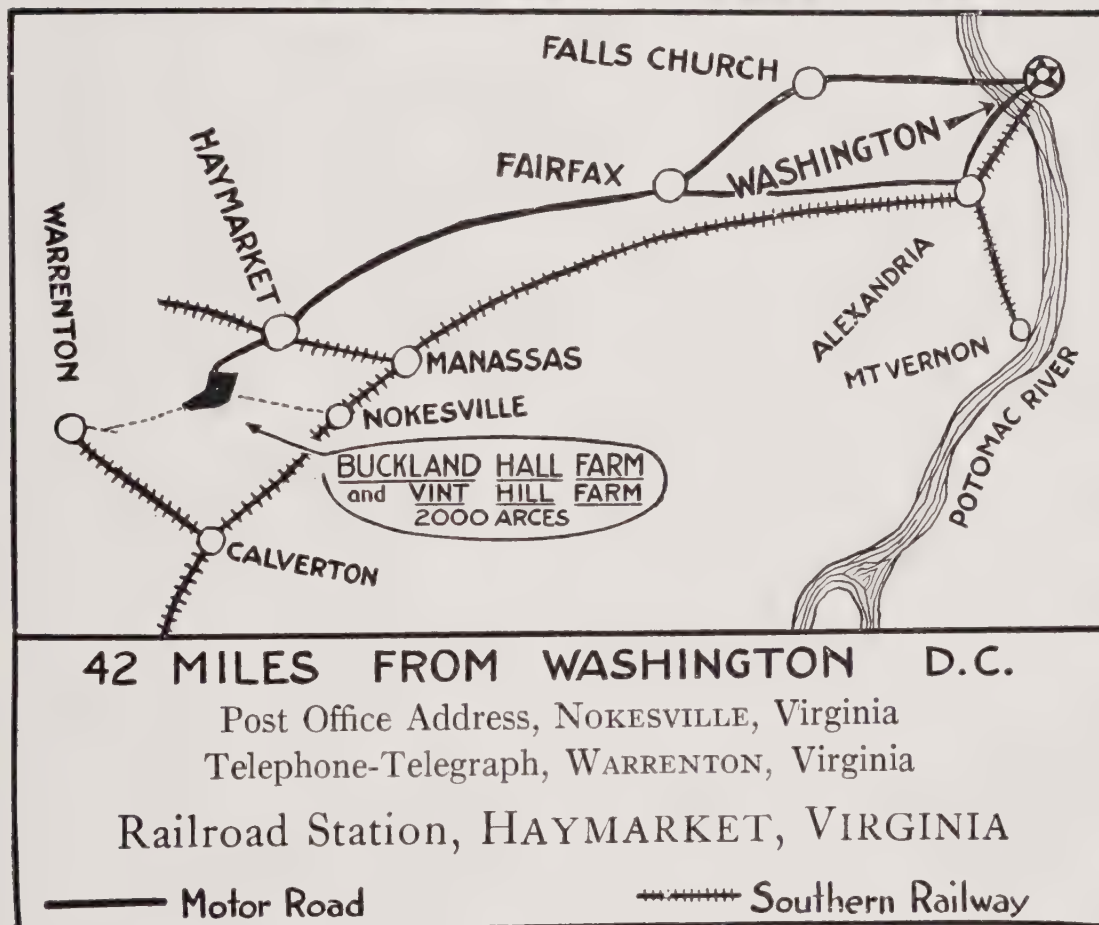 FALLS CHURCH
HAYMARKET
FAIRFAX
WASHINGTON
WARRENTON
ALEXANDRIA
MANASSAS
MT VERNON
NOKESVILLE
POTOMAC RIVER
BUCKLAND HALL FARM
and VINT HILL FARM
2000 ARCES
CALVERTON
42 MILES FROM WASHINGTON D.C.
Post Office Address, NOKESVILLE, Virginia
Telephone-Telegraph, WARRENTON, Virginia
Railroad Station, HAYMARKET, VIRGINIA
Motor Road
Southern Railway